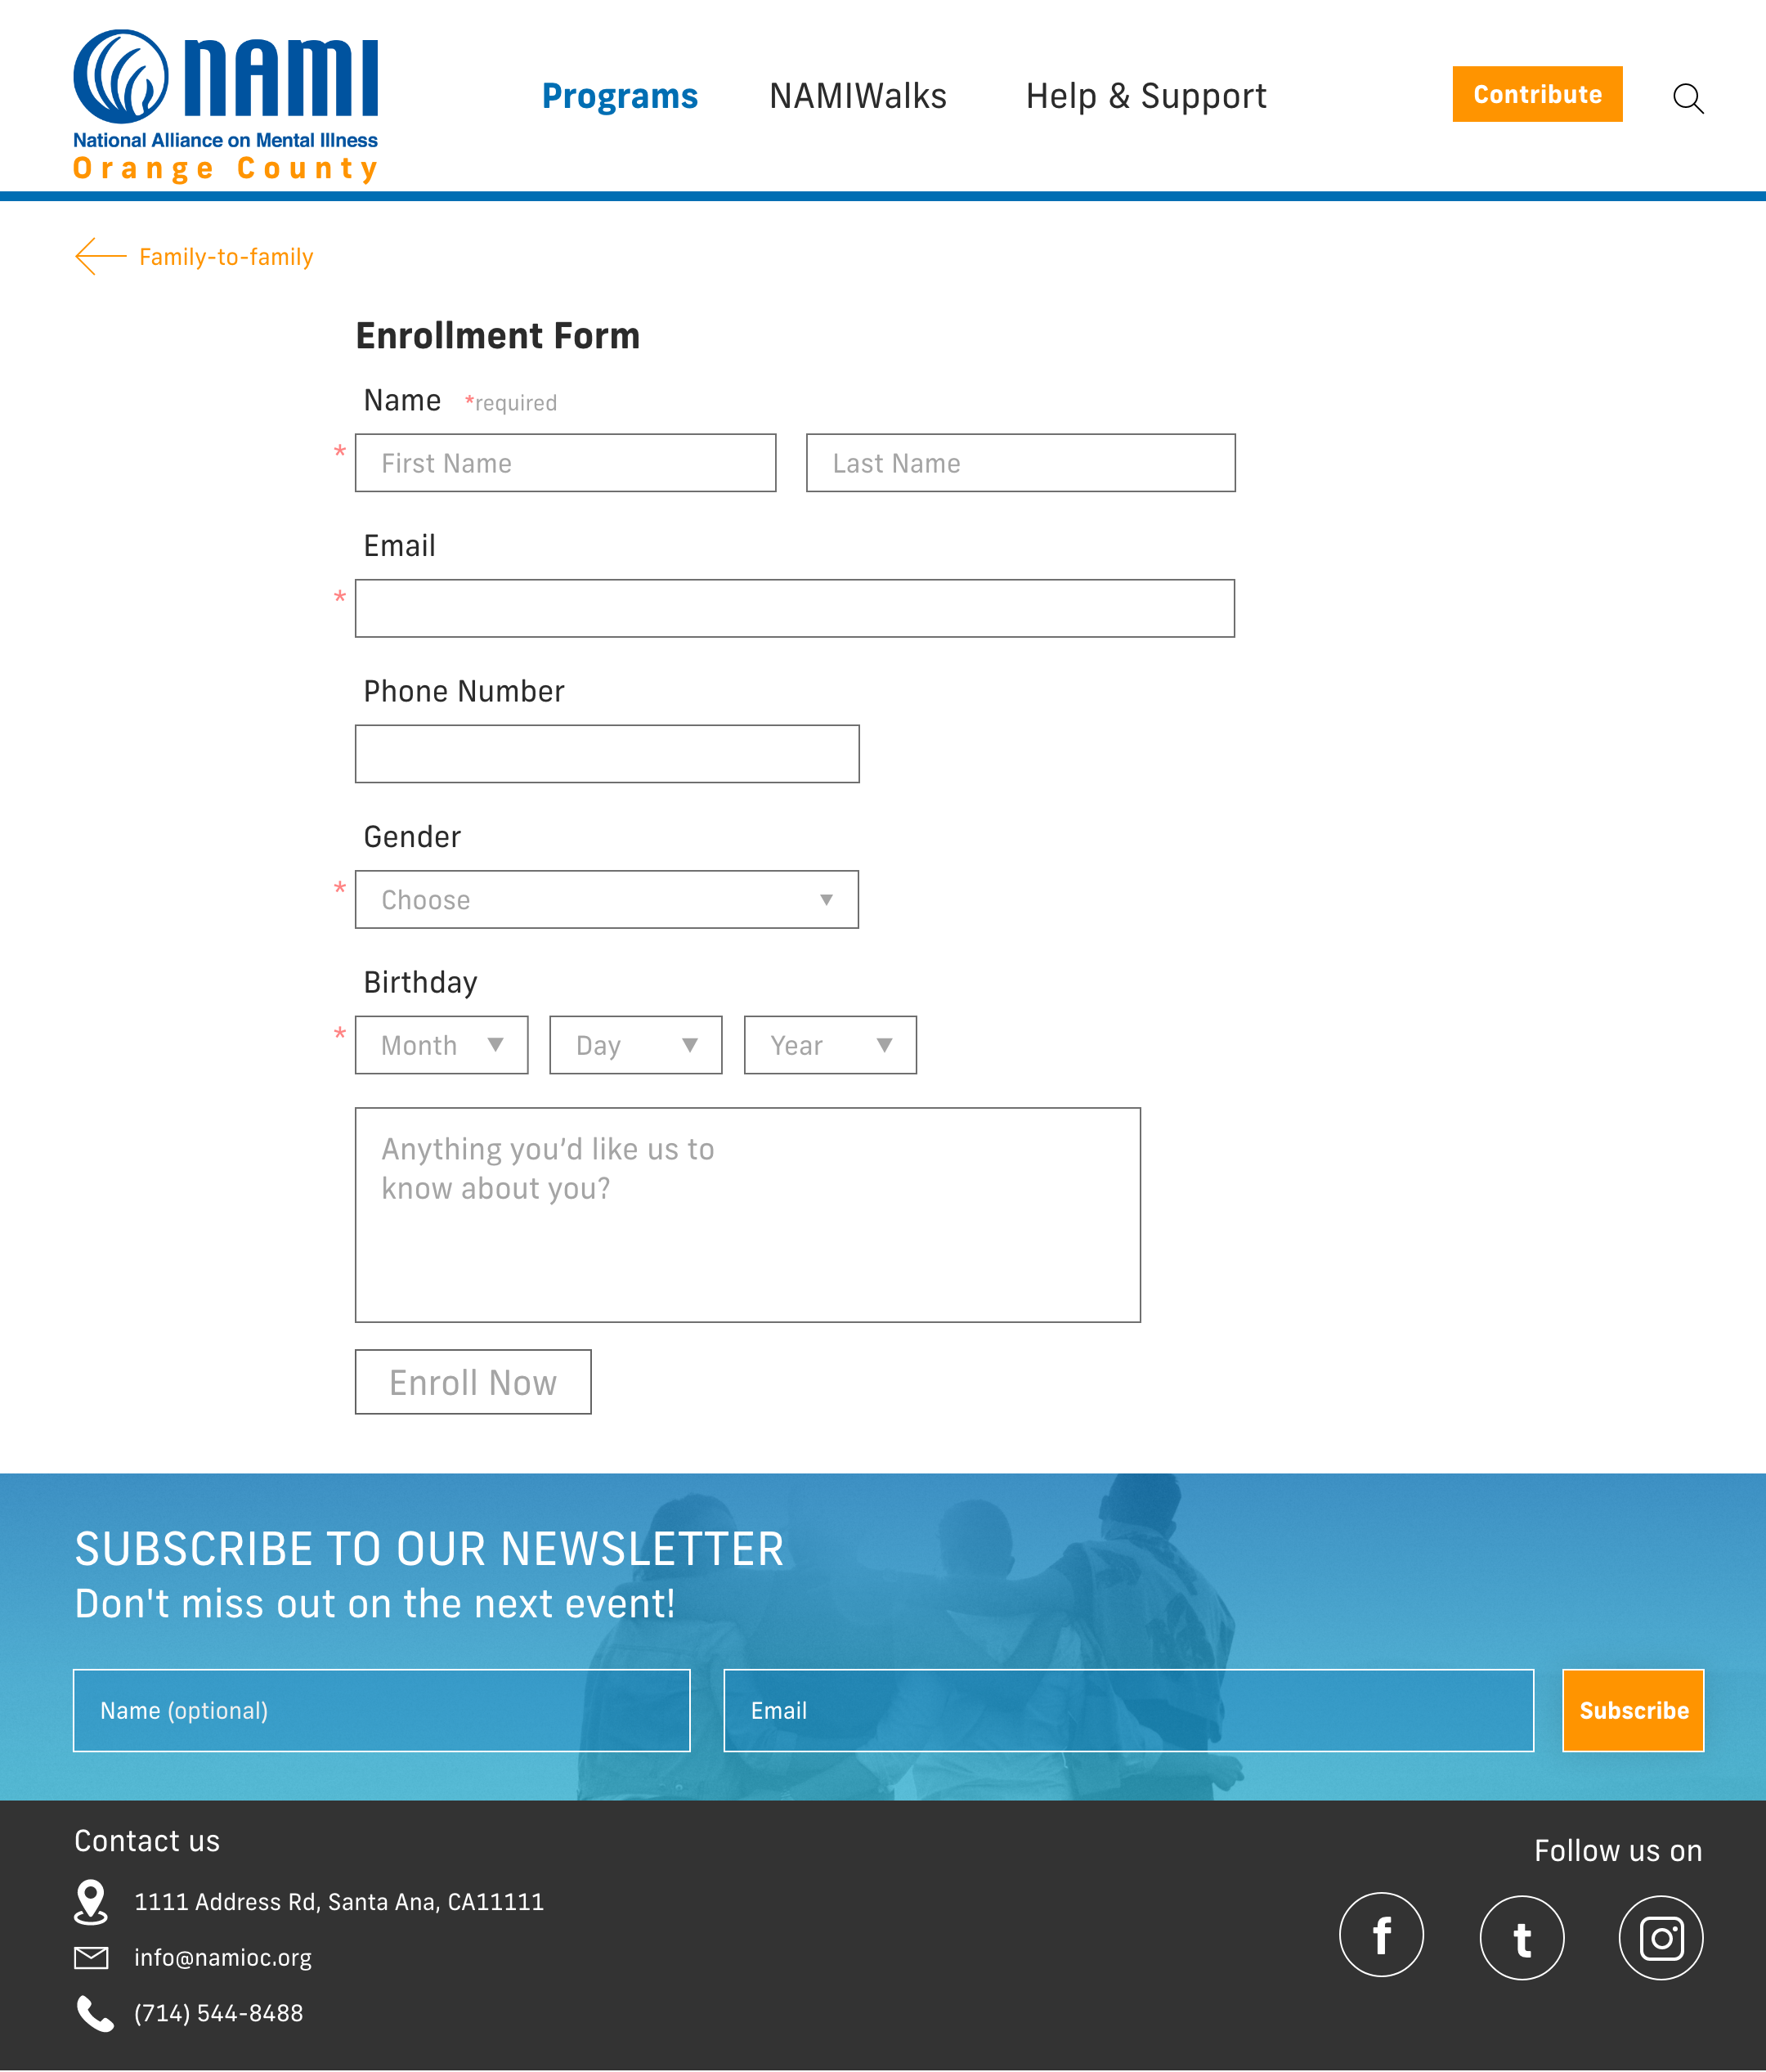 NAMI
National Alliance on Mental Illness
Orange County
Programs
NAMIWalks
Help & Support
Contribute
Family-to-family
Enrollment Form
Name *required
* First Name
Last Name
Email
*
Phone Number
Gender
* Choose
Birthday
* Month
Day
Year
Anything you’d like us to
know about you?
Enroll Now
SUBSCRIBE TO OUR NEWSLETTER
Don't miss out on the next event!
Name (optional)
Email
Subscribe
Contact us
1111 Address Rd, Santa Ana, CA11111
info@namioc.org
(714) 544-8488
Follow us on
f
t